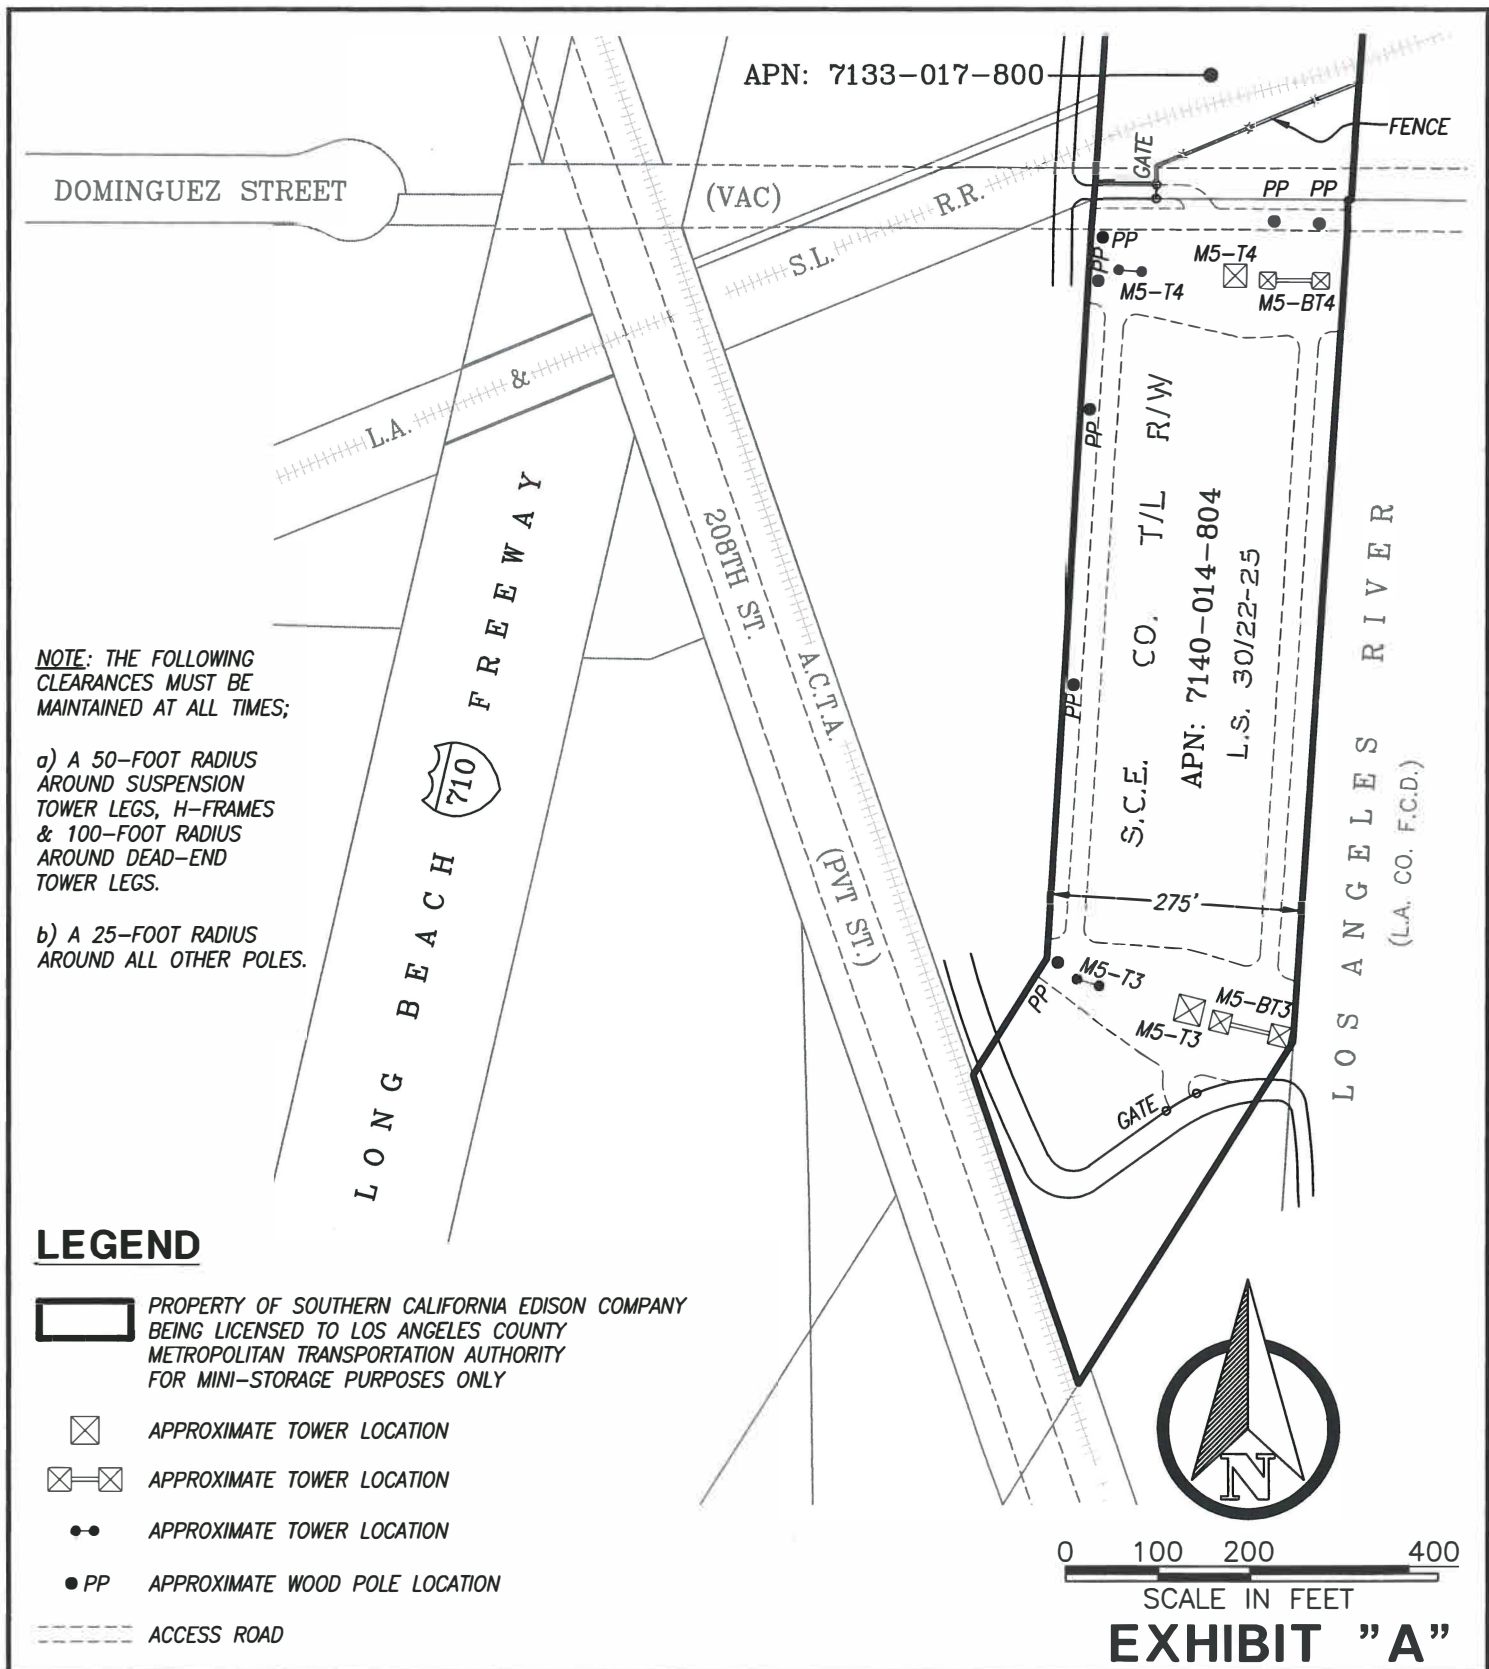 APN: 7133-017-800
FENCE
GATE
DOMINGUEZ STREET
(VAC)
PP PP
S.L. R.R.
PP
PP
M5-T4
M5-T4
M5-BT4
L.A. &
PP
208TH ST.
(PVT ST.)
A.C.T.A.
S.C.E. CO. T/L R/W
APN: 7140-014-804
L.S. 30/22-25
LOS ANGELES RIVER
(L.A. CO. F.C.D.)
LONG BEACH FREEWAY
710
PP
275'
NOTE: THE FOLLOWING
CLEARANCES MUST BE
MAINTAINED AT ALL TIMES;
a) A 50-FOOT RADIUS
AROUND SUSPENSION
TOWER LEGS, H-FRAMES
& 100-FOOT RADIUS
AROUND DEAD-END
TOWER LEGS.
b) A 25-FOOT RADIUS
AROUND ALL OTHER POLES.
M5-T3
PP
M5-BT3
M5-T3
GATE
LEGEND
PROPERTY OF SOUTHERN CALIFORNIA EDISON COMPANY
BEING LICENSED TO LOS ANGELES COUNTY
METROPOLITAN TRANSPORTATION AUTHORITY
FOR MINI-STORAGE PURPOSES ONLY
APPROXIMATE TOWER LOCATION
APPROXIMATE TOWER LOCATION
APPROXIMATE TOWER LOCATION
PP APPROXIMATE WOOD POLE LOCATION
ACCESS ROAD
N
0 100 200 400
SCALE IN FEET
EXHIBIT "A"